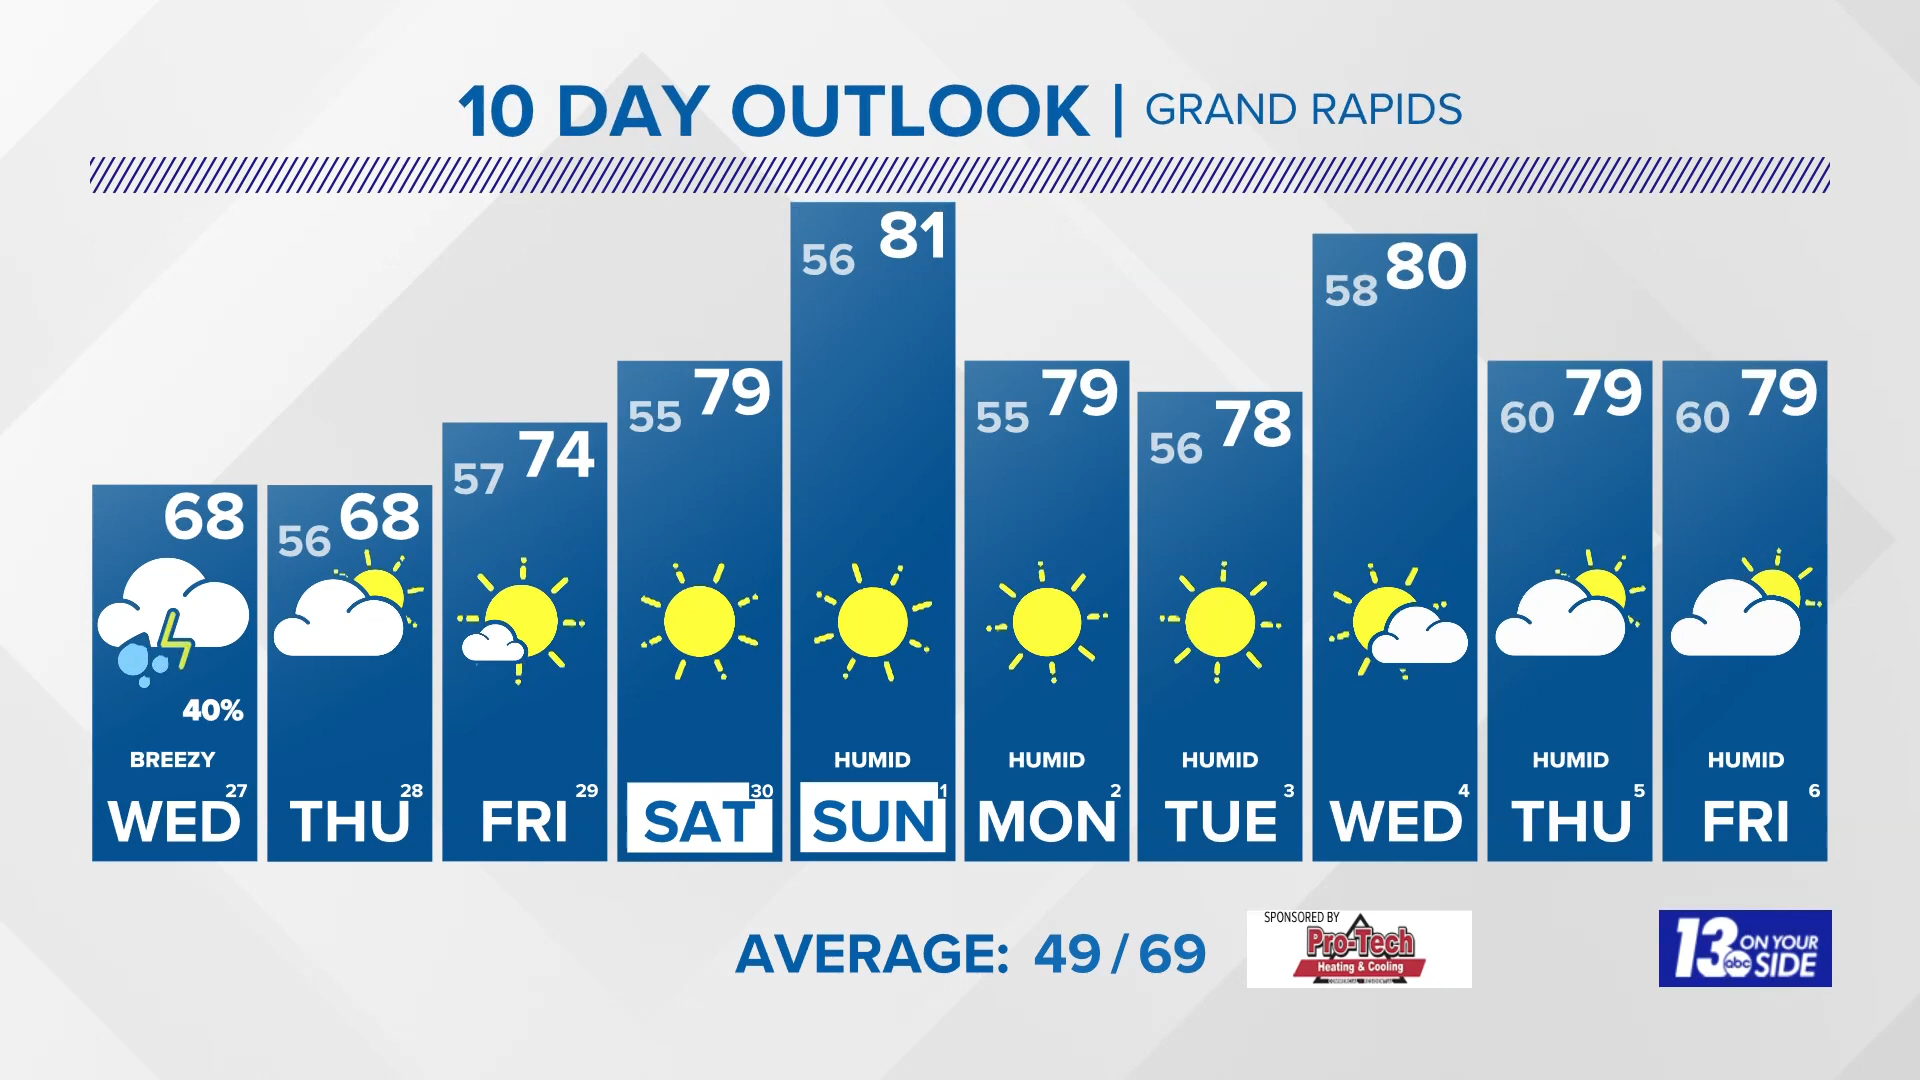 10 DAY OUTLOOK | GRAND RAPIDS
68
40%
BREEZY
27
WED
56 68
28
THU
57 74
29
FRI
55 79
30
SAT
56 81
HUMID
1
SUN
55 79
HUMID
2
MON
56 78
HUMID
3
TUE
58 80
4
WED
60 79
HUMID
5
THU
60 79
HUMID
6
FRI
AVERAGE: 49 / 69
SPONSORED BY
Pro-Tech
Heating & Cooling
COMMERCIAL - RESIDENTIAL
13 ON YOUR
abc SIDE